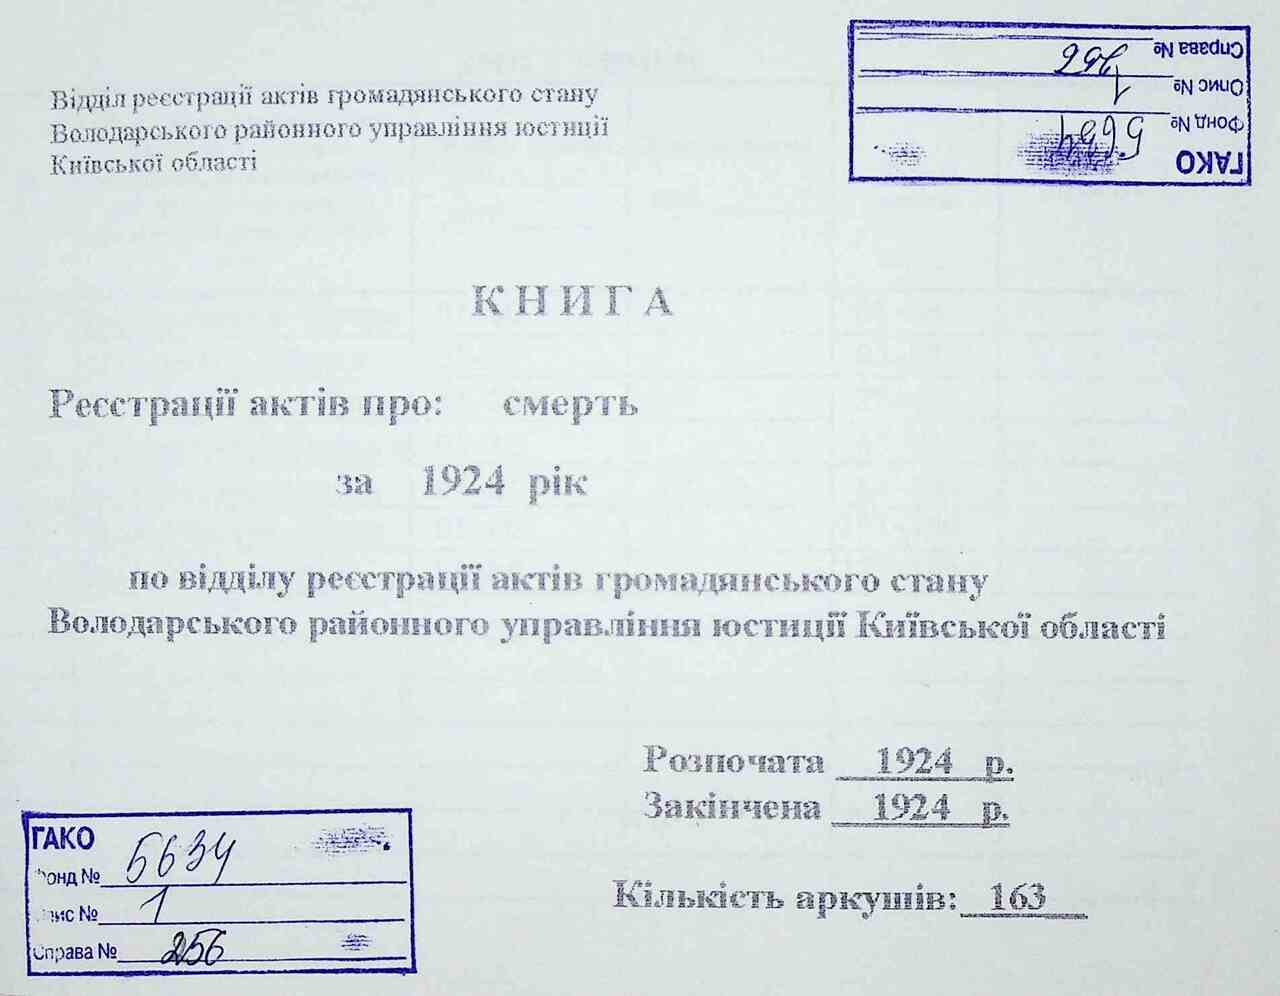 Відділ реєстрації актів громадянського стану
Володарського районного управління юстиції
Київської області
ГАКО
Фонд № 5634
Опис № 1
Справа № 256
К Н И Г А
Реєстрації актів про: смерть
за 1924 рік
по відділу реєстрації актів громадянського стану
Володарського районного управління юстиції Київської області
Розпочата 1924 р.
Закінчена 1924 р.
Кількість аркушів: 163
ГАКО
Фонд № 5634
Опис № 1
Справа № 256